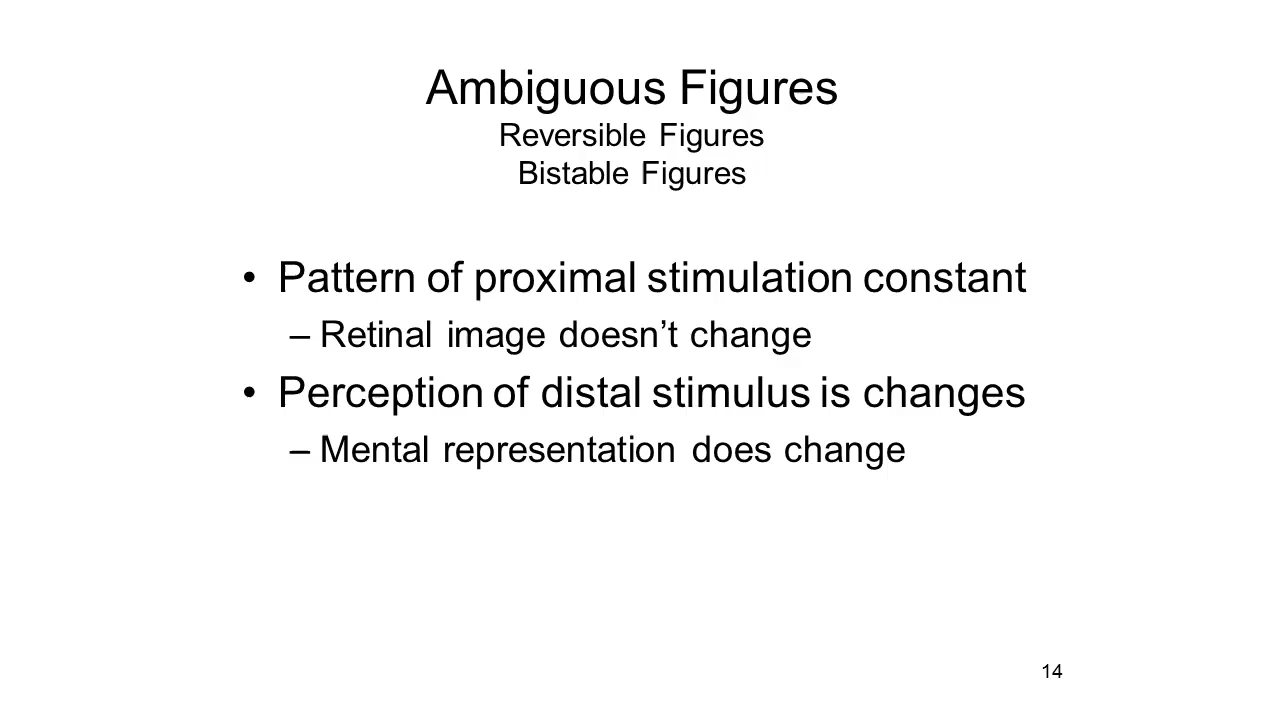 Ambiguous Figures
Reversible Figures
Bistable Figures
• Pattern of proximal stimulation constant
– Retinal image doesn’t change
• Perception of distal stimulus is changes
– Mental representation does change
14